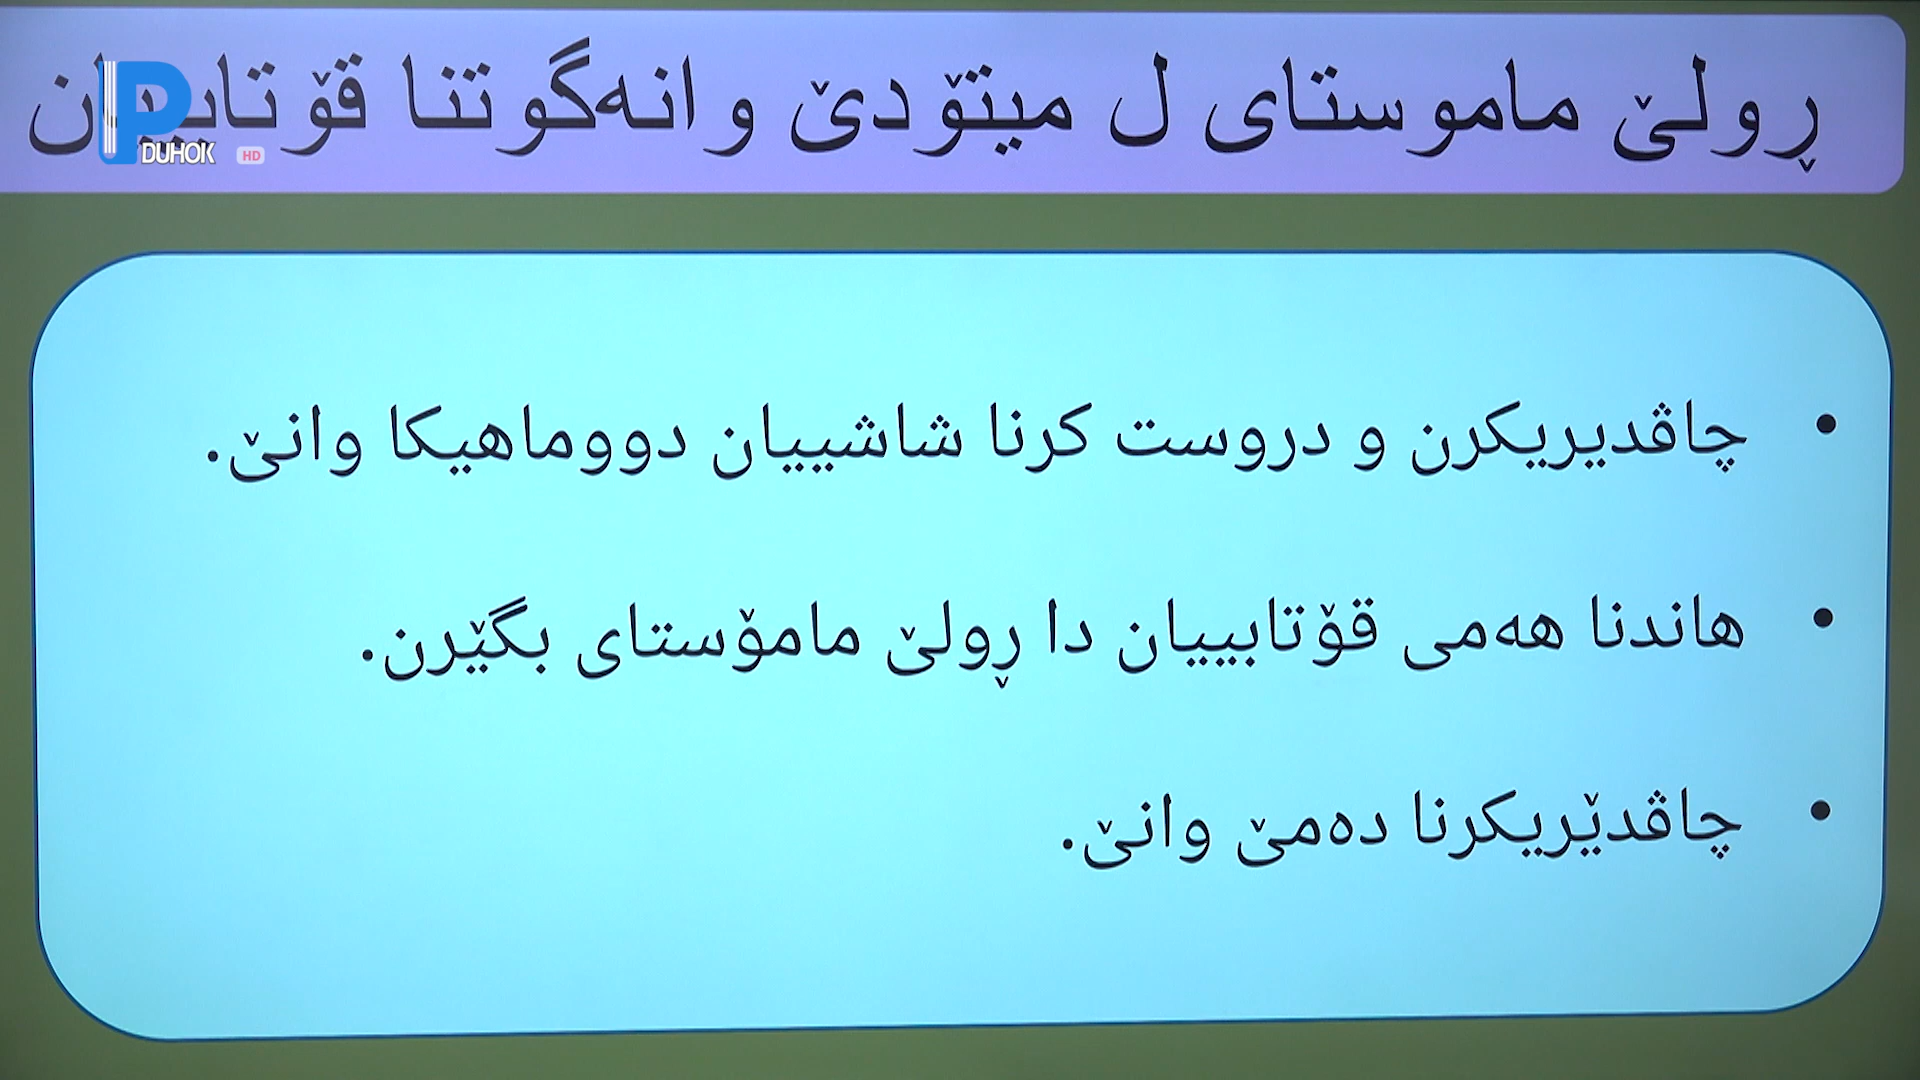 ڕولێ ماموستای ل میتۆدێ وانەگوتنا قۆتابییان
DUHOK HD
• چاڤدیریکرن و دروست کرنا شاشییان دووماهیکا وانێ.
• هاندنا هەمی قۆتابییان دا ڕولێ مامۆستای بگێرن.
• چاڤدێریکرنا دەمێ وانێ.